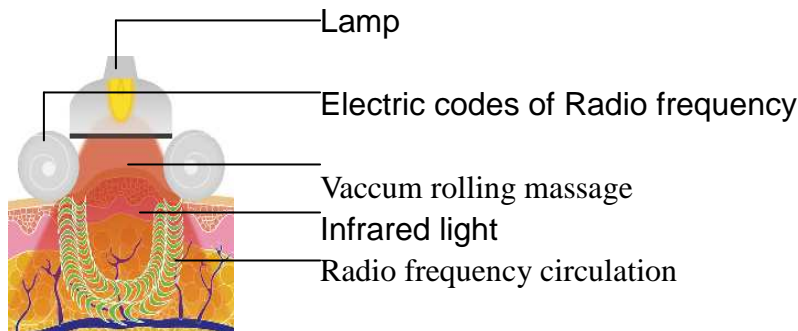 Lamp
Electric codes of Radio frequency
Vaccum rolling massage
Infrared light
Radio frequency circulation